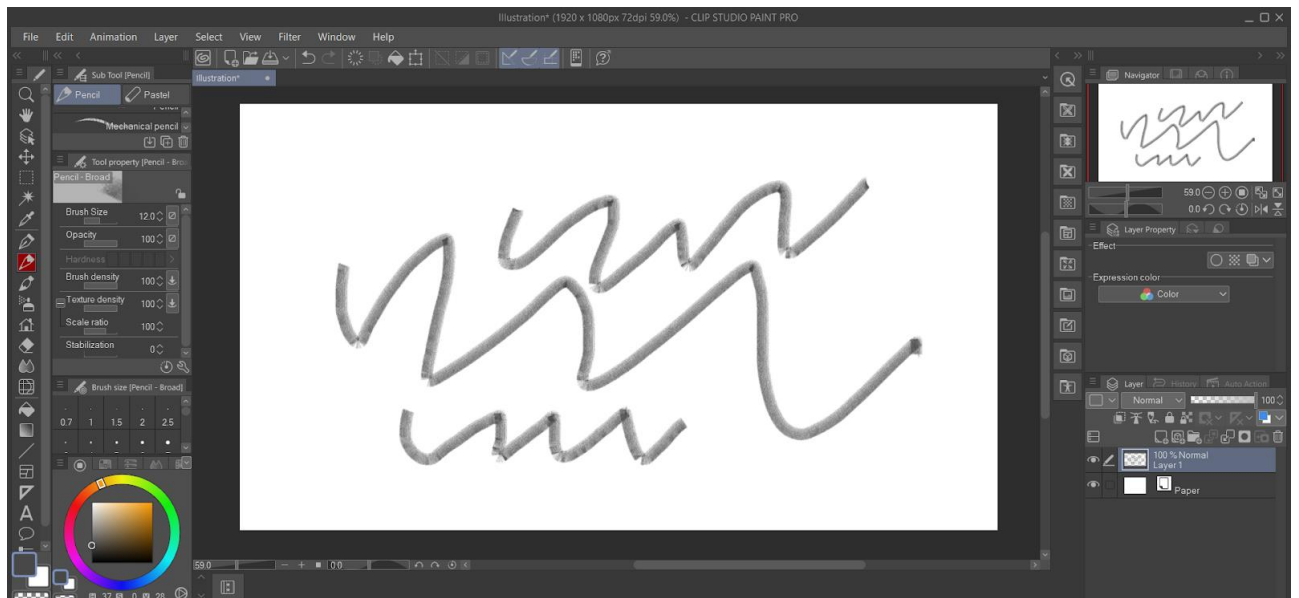 Illustration* (1920 x 1080px 72dpi 59.0%) - CLIP STUDIO PAINT PRO
File Edit Animation Layer Select View Filter Window Help
Sub Tool [Pencil]
Illustration*
Navigator
Pencil Pastel
Mechanical pencil
Tool property [Pencil - Bro
Pencil - Broad
Brush Size 12.0
Opacity 100
Hardness
Brush density 100
Texture density 100
Scale ratio 100
Stabilization 0
Brush size [Pencil - Broad]
0.7 1 1.5 2 2.5
59.0
0.0
Layer Property
Effect
Expression color
Color
Layer History Auto Action
Normal 100
100 % Normal
Layer 1
Paper
A
59.0 0.0
37 0 28